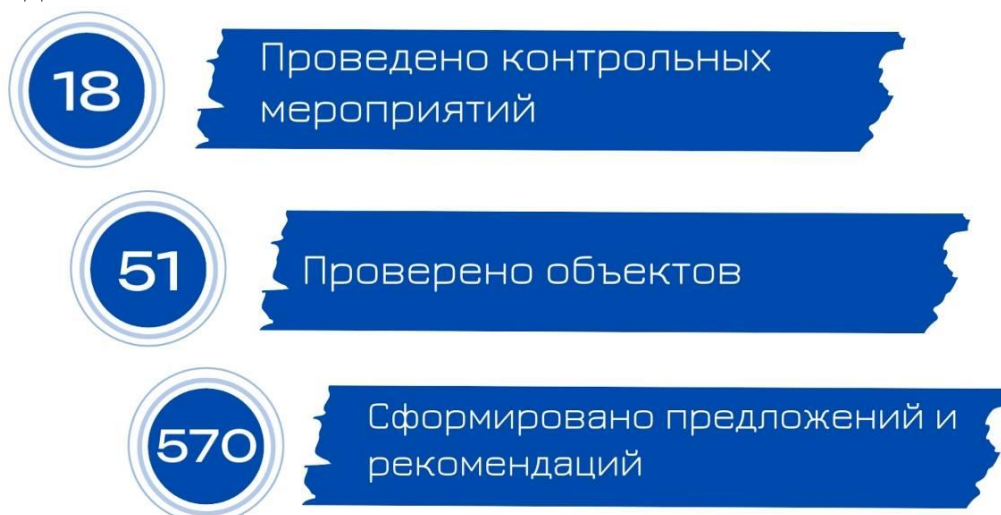 18
Проведено контрольных
мероприятий
51
Проверено объектов
570
Сформировано предложений и
рекомендаций